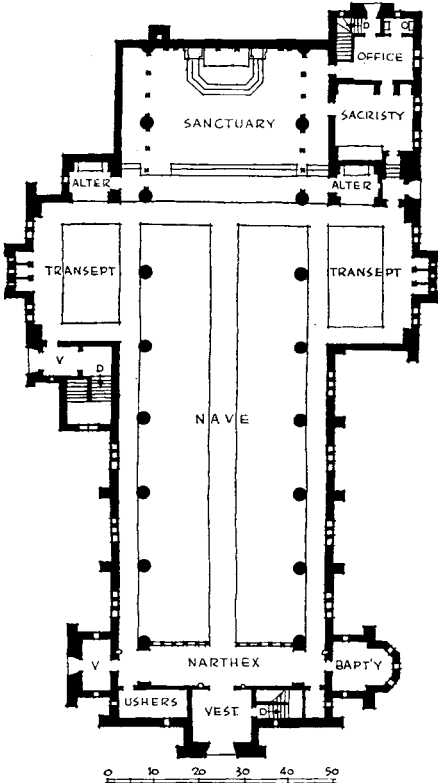 D
OFFICE
SACRISTY
SANCTUARY
ALTER
ALTER
TRANSEPT
TRANSEPT
V
D
NAVE
NARTHEX
V
BAPT'Y
USHERS
VEST.
D
0 10 20 30 40 50